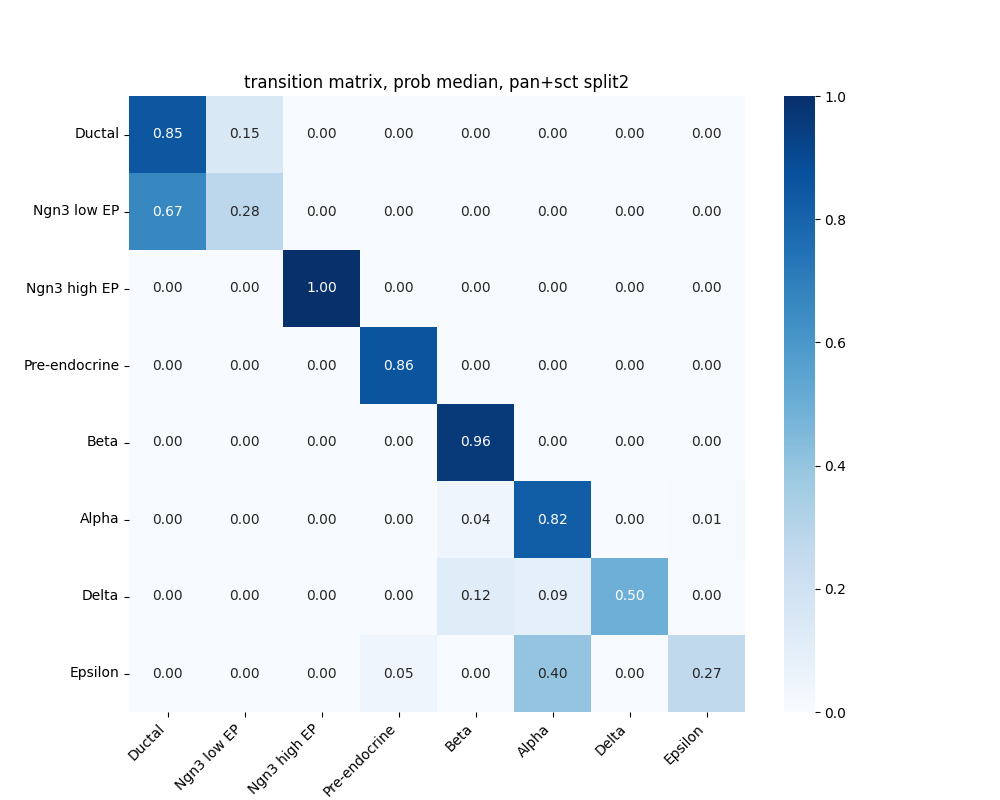 transition matrix, prob median, pan+sct split2
Ductal 0.85 0.15 0.00 0.00 0.00 0.00 0.00 0.00
Ngn3 low EP 0.67 0.28 0.00 0.00 0.00 0.00 0.00 0.00
Ngn3 high EP 0.00 0.00 1.00 0.00 0.00 0.00 0.00 0.00
Pre-endocrine 0.00 0.00 0.00 0.86 0.00 0.00 0.00 0.00
Beta 0.00 0.00 0.00 0.00 0.96 0.00 0.00 0.00
Alpha 0.00 0.00 0.00 0.00 0.04 0.82 0.00 0.01
Delta 0.00 0.00 0.00 0.00 0.12 0.09 0.50 0.00
Epsilon 0.00 0.00 0.00 0.05 0.00 0.40 0.00 0.27
Ductal Ngn3 low EP Ngn3 high EP Pre-endocrine Beta Alpha Delta Epsilon
1.0
0.8
0.6
0.4
0.2
0.0